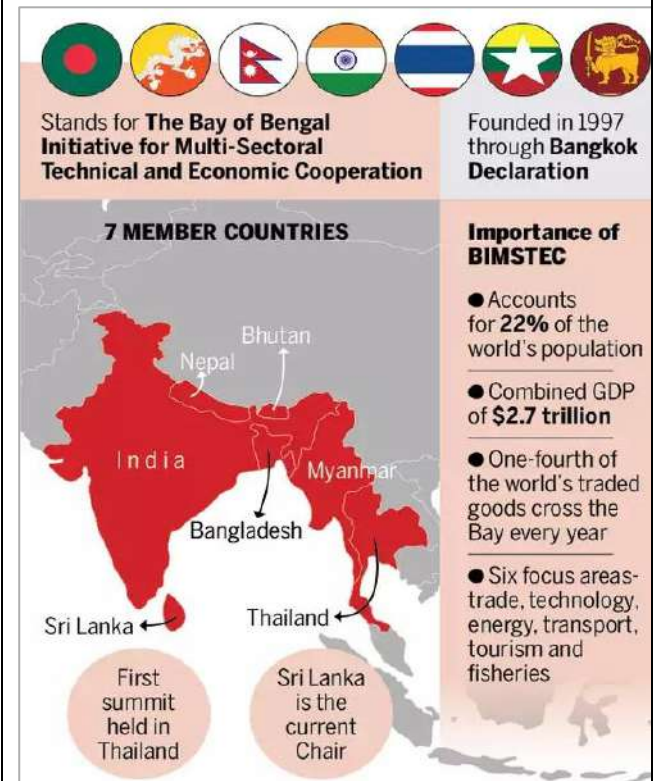 Stands for The Bay of Bengal
Initiative for Multi-Sectoral
Technical and Economic Cooperation
Founded in 1997
through Bangkok
Declaration
7 MEMBER COUNTRIES
Bhutan
Nepal
India
Myanmar
Bangladesh
Sri Lanka
Thailand
First
summit
held in
Thailand
Sri Lanka
is the
current
Chair
Importance of
BIMSTEC
● Accounts
for 22% of the
world's population
● Combined GDP
of $2.7 trillion
● One-fourth of
the world's traded
goods cross the
Bay every year
● Six focus areas-
trade, technology,
energy, transport,
tourism and
fisheries